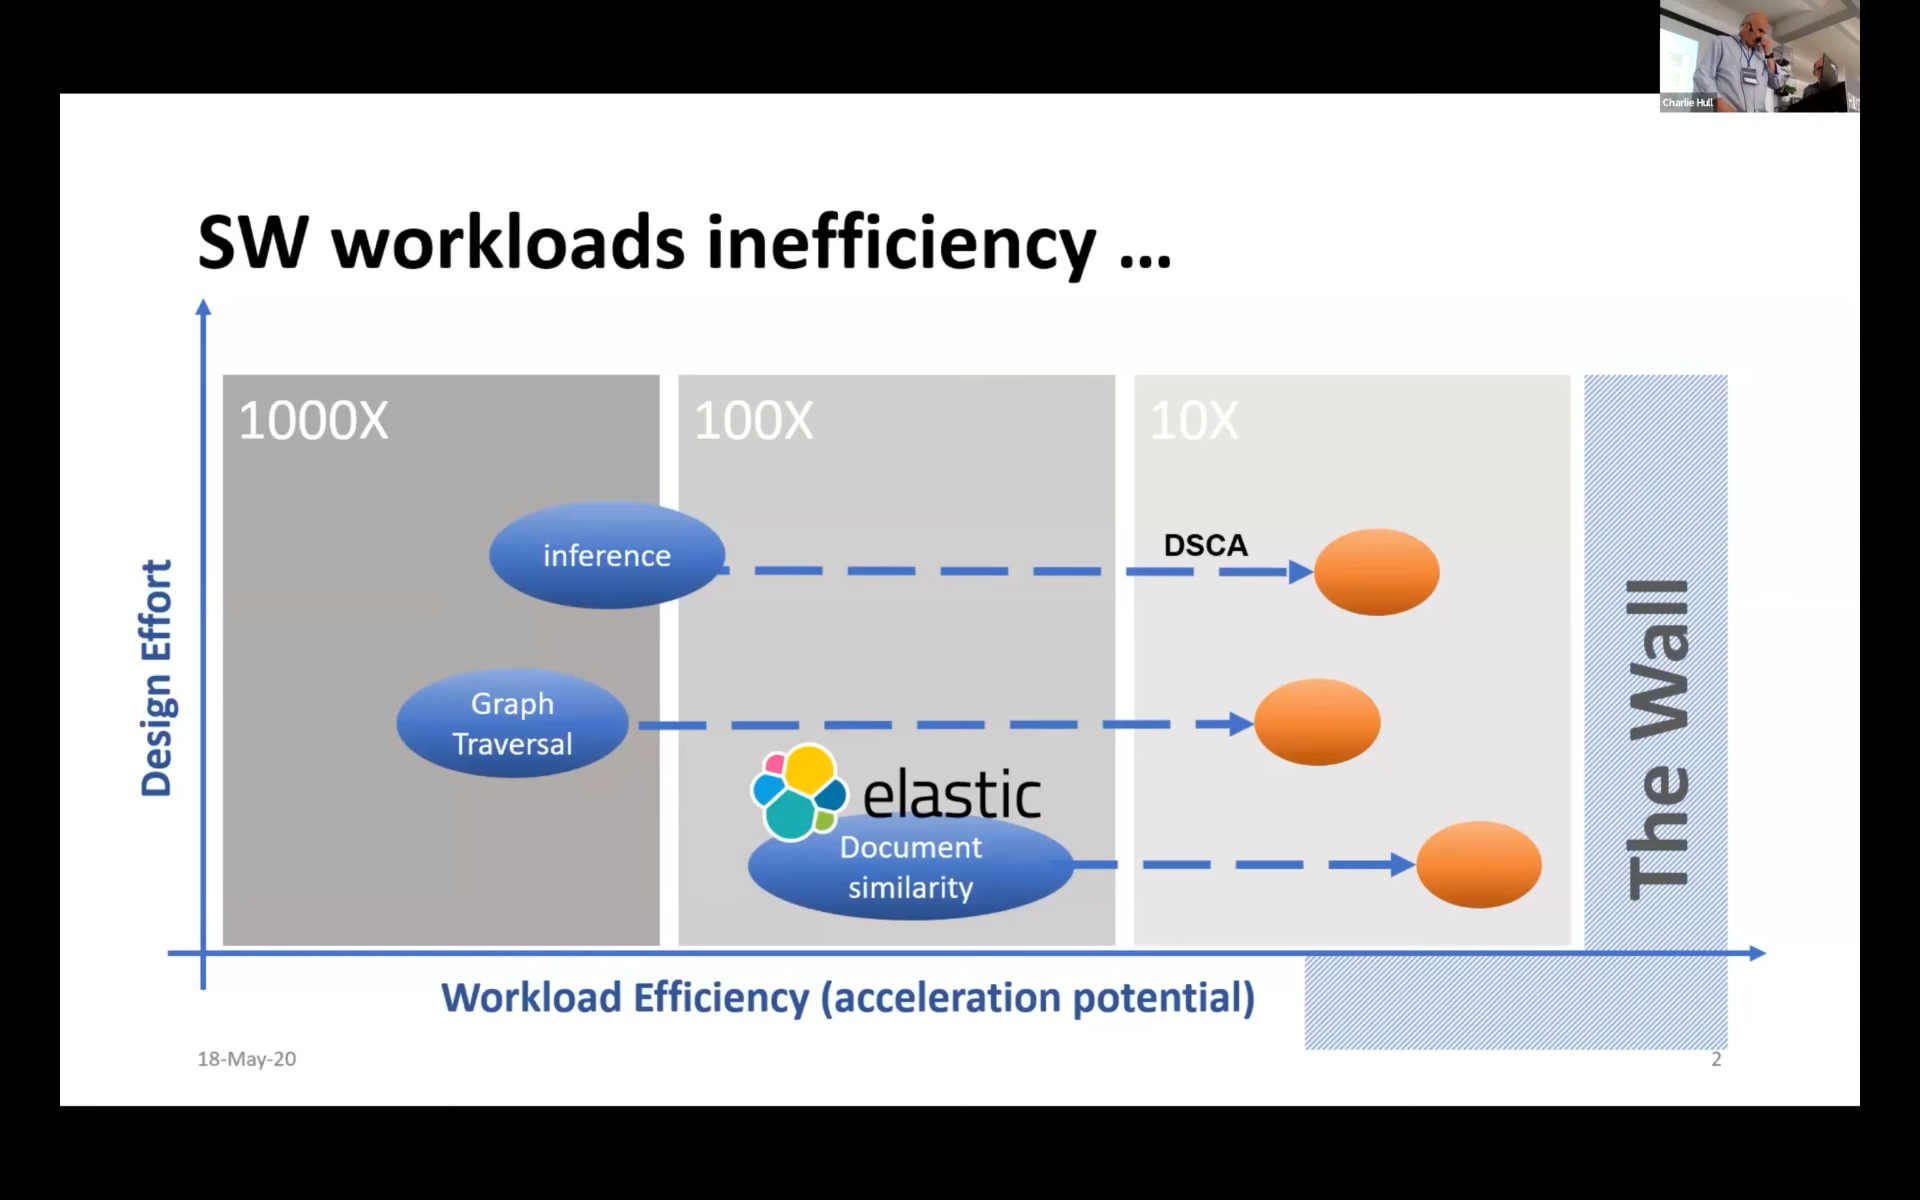 Charlie Hull
SW workloads inefficiency ...
1000X
100X
10X
inference
DSCA
Graph
Traversal
elastic
Document
similarity
Design Effort
The Wall
Workload Efficiency (acceleration potential)
18-May-20
2